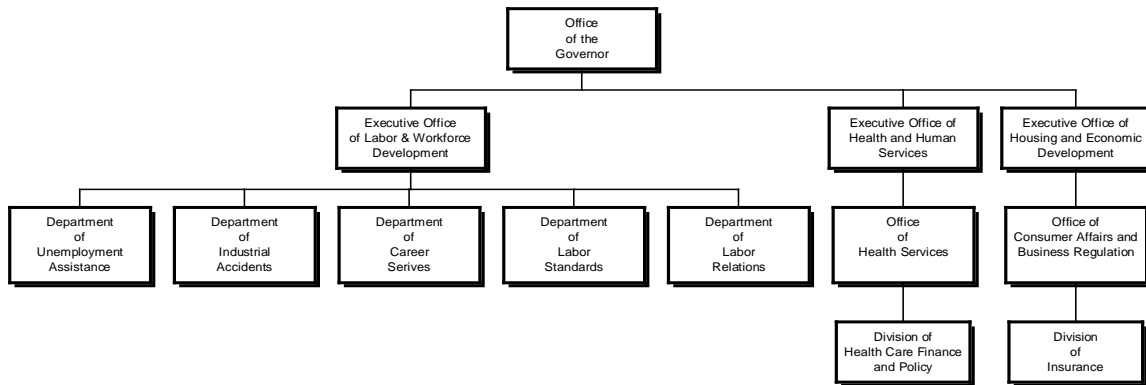 Office
of the
Governor
Executive Office
of Labor & Workforce
Development
Executive Office of
Health and Human
Services
Executive Office of
Housing and Economic
Development
Department
of
Unemployment
Assistance
Department
of
Industrial
Accidents
Department
of
Career
Serives
Department
of
Labor
Standards
Department
of
Labor
Relations
Office
of
Health Services
Office of
Consumer Affairs and
Business Regulation
Division of
Health Care Finance
and Policy
Division
of
Insurance